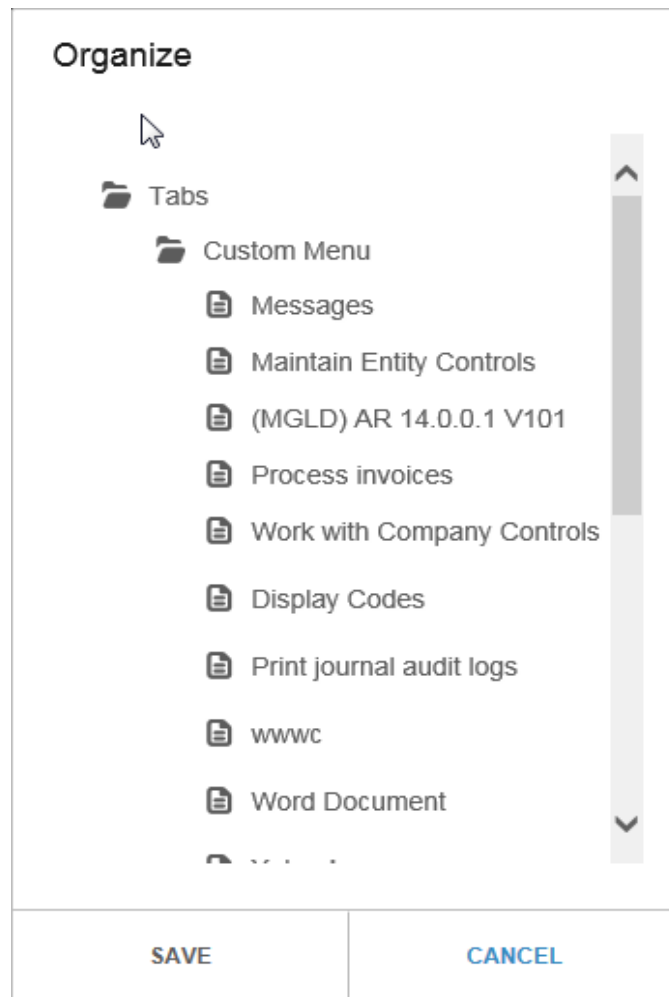 Organize
Tabs
Custom Menu
Messages
Maintain Entity Controls
(MGLD) AR 14.0.0.1 V101
Process invoices
Work with Company Controls
Display Codes
Print journal audit logs
wwwc
Word Document
SAVE
CANCEL